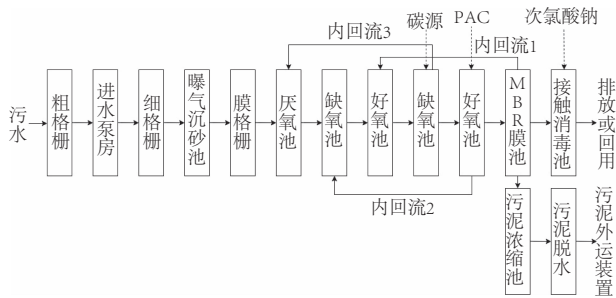 碳源
PAC
次氯酸钠
内回流3
内回流1
污水
粗格栅
进水泵房
细格栅
曝气沉砂池
膜格栅
厌氧池
缺氧池
好氧池
缺氧池
好氧池
MBR膜池
接触消毒池
排放或回用
内回流2
污泥浓缩池
污泥脱水
污泥外运装置